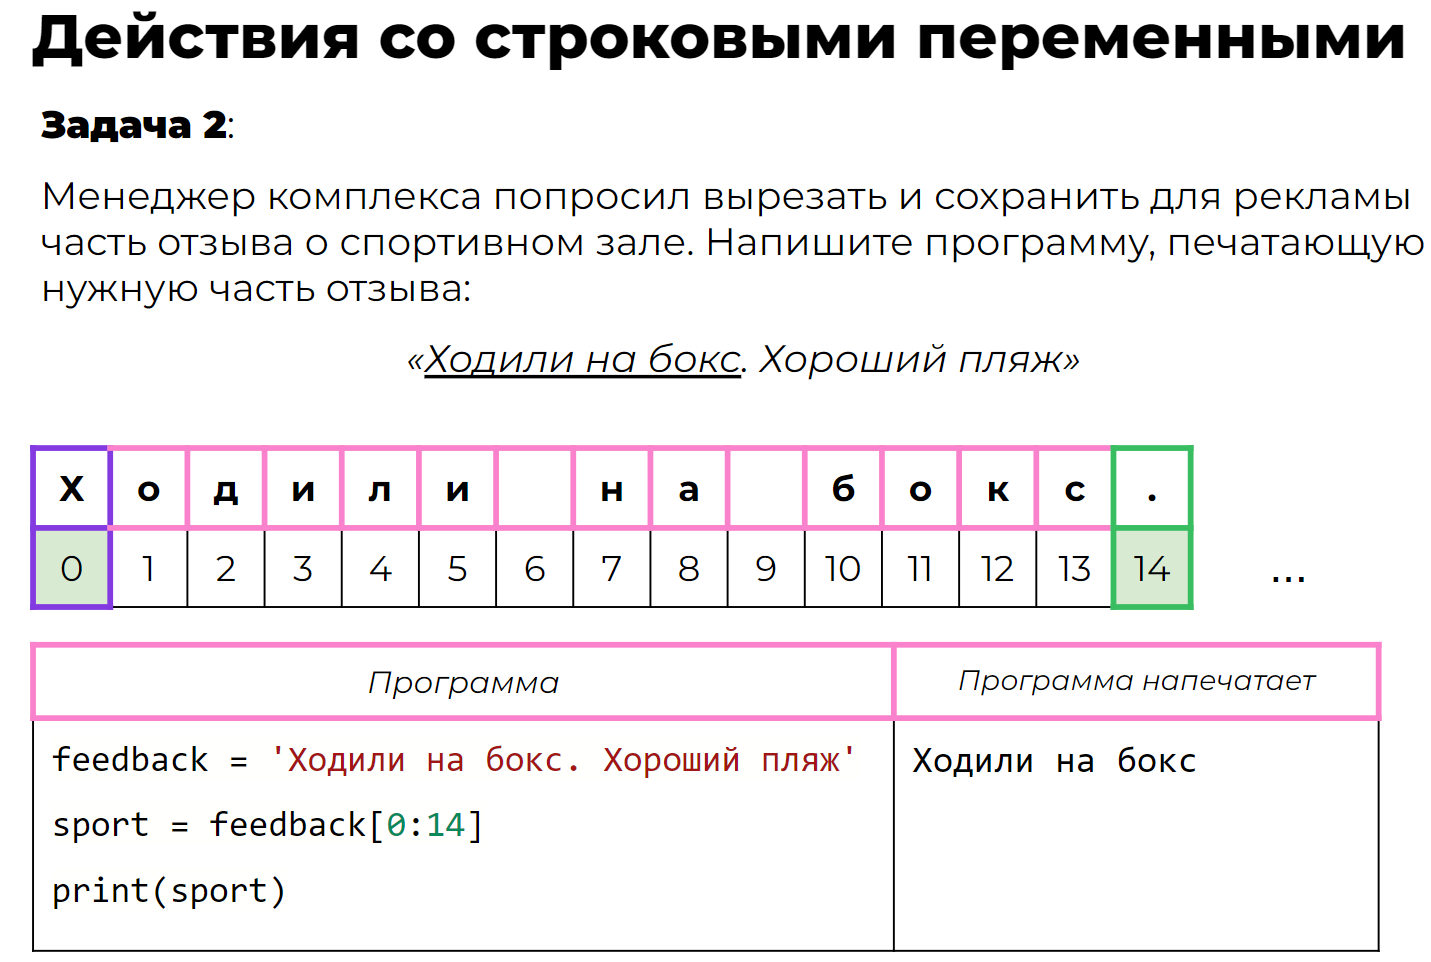 Действия со строковыми переменными
Задача 2:
Менеджер комплекса попросил вырезать и сохранить для рекламы
часть отзыва о спортивном зале. Напишите программу, печатающую
нужную часть отзыва:
«Ходили на бокс. Хороший пляж»
Х о д и л и н а б о к с .
0 1 2 3 4 5 6 7 8 9 10 11 12 13 14 ...
Программа Программа напечатает
feedback = 'Ходили на бокс. Хороший пляж' Ходили на бокс
sport = feedback[0:14]
print(sport)